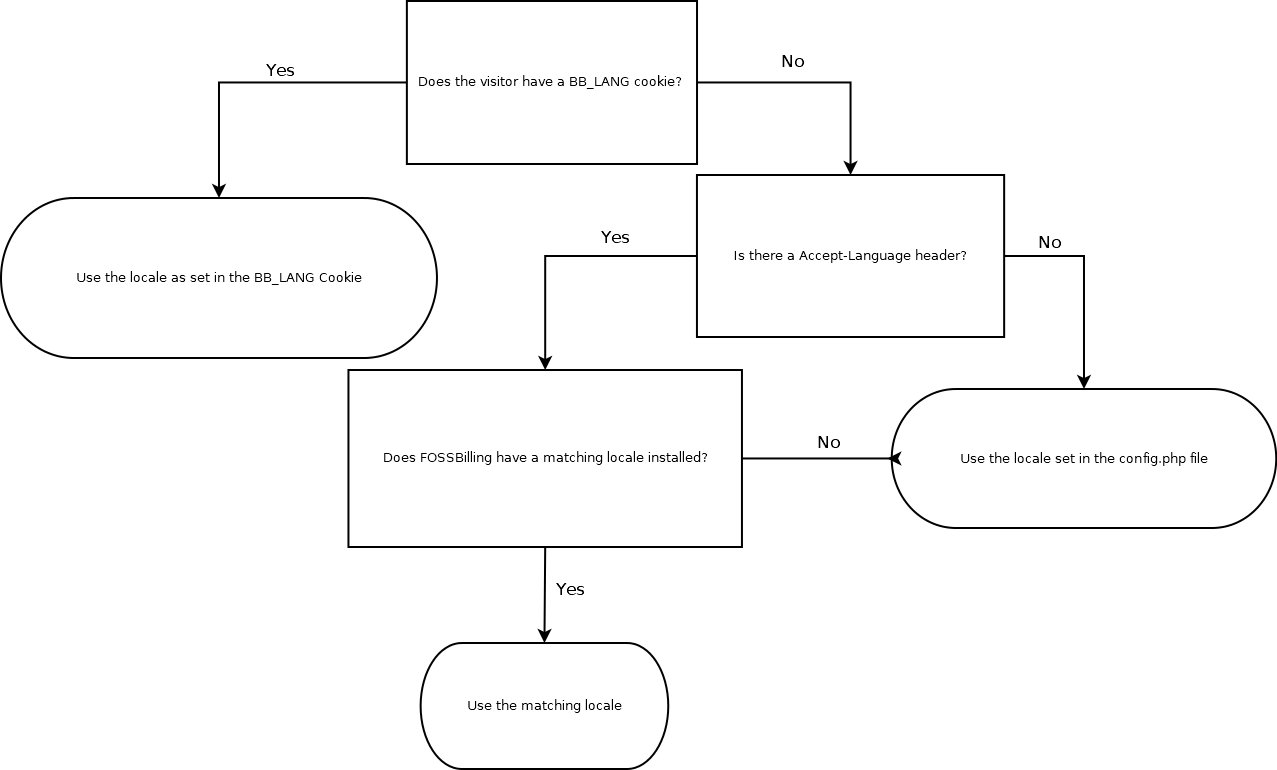 Does the visitor have a BB_LANG cookie?
Yes
No
Use the locale as set in the BB_LANG Cookie
Is there a Accept-Language header?
Yes
No
Does FOSSBilling have a matching locale installed?
No
Use the locale set in the config.php file
Yes
Use the matching locale